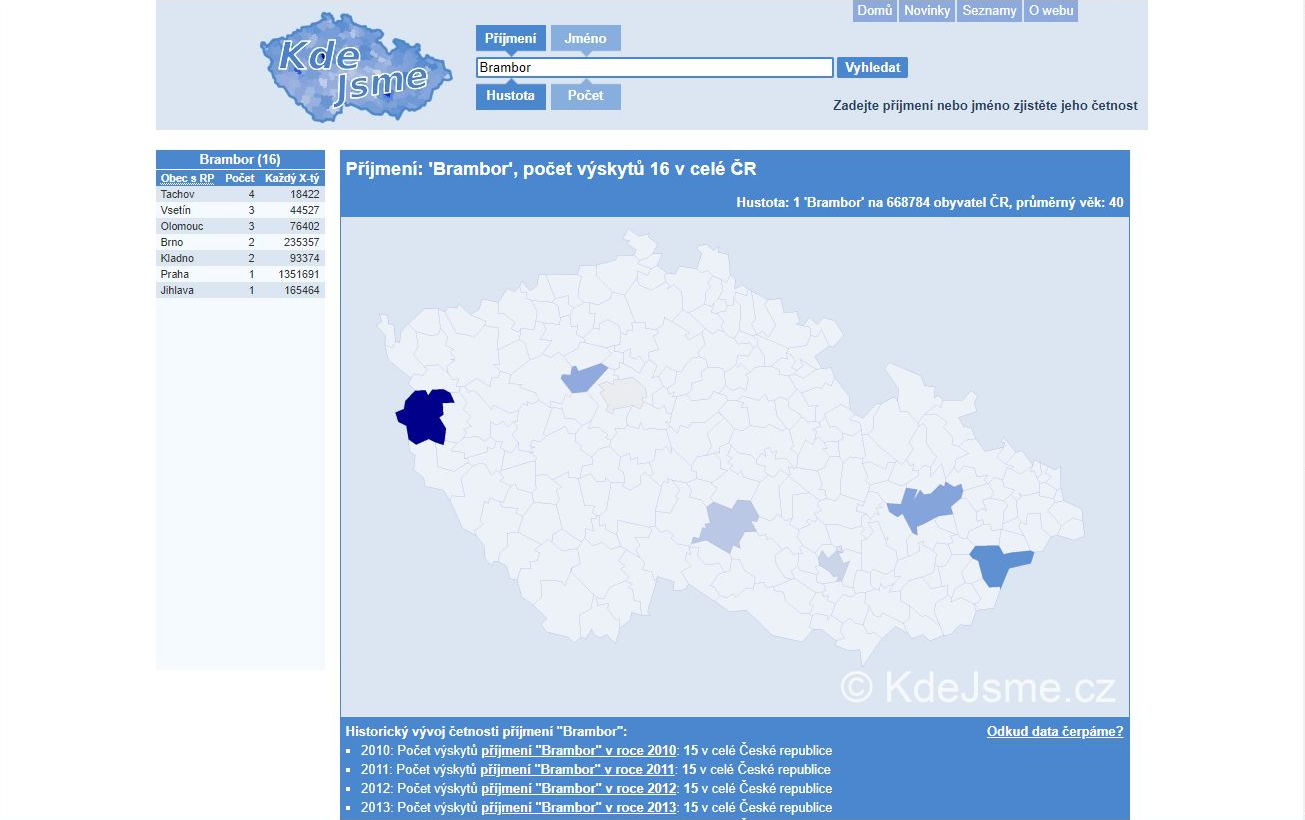 Domů Novinky Seznamy O webu
Kde
Jsme
Příjmení Jméno
Brambor Vyhledat
Hustota Počet
Zadejte příjmení nebo jméno zjistěte jeho četnost
Brambor (16)
Obec s RP Počet Každý X-tý
Tachov 4 18422
Vsetín 3 44527
Olomouc 3 76402
Brno 2 235357
Kladno 2 93374
Praha 1 1351691
Jihlava 1 165464
Příjmení: 'Brambor', počet výskytů 16 v celé ČR
Hustota: 1 'Brambor' na 668784 obyvatel ČR, průměrný věk: 40
© KdeJsme.cz
Historický vývoj četnosti příjmení "Brambor": Odkud data čerpáme?
2010: Počet výskytů příjmení "Brambor" v roce 2010: 15 v celé České republice
2011: Počet výskytů příjmení "Brambor" v roce 2011: 15 v celé České republice
2012: Počet výskytů příjmení "Brambor" v roce 2012: 15 v celé České republice
2013: Počet výskytů příjmení "Brambor" v roce 2013: 15 v celé České republice